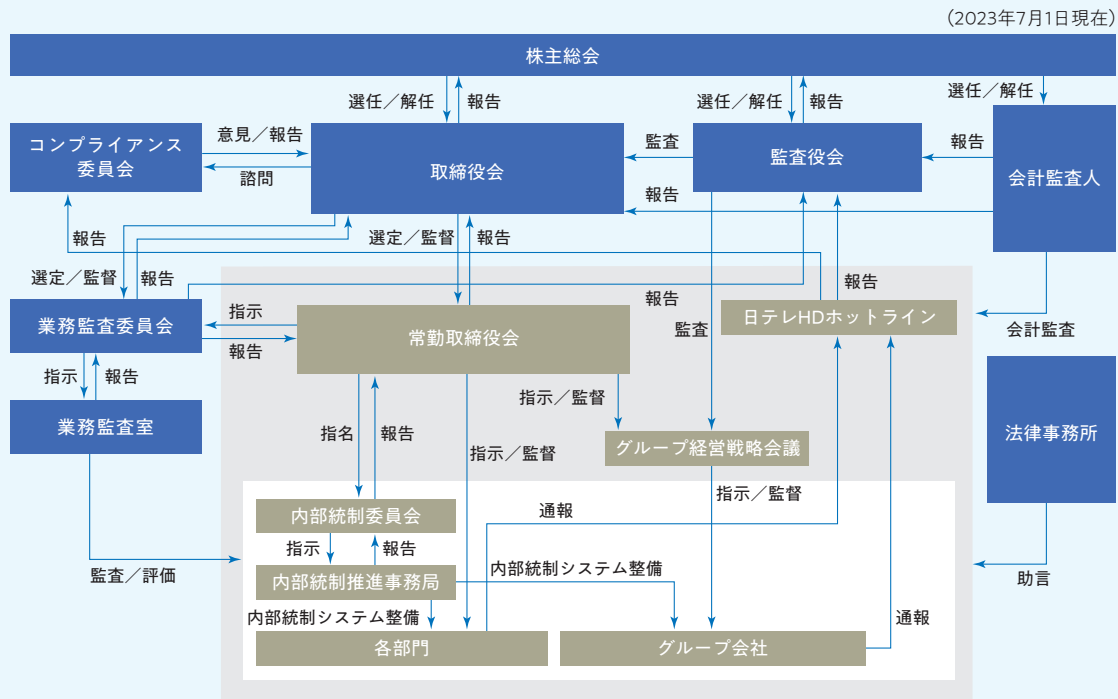 (2023年7月1日現在)
株主総会
選任／解任
報告
選任／解任
報告
選任／解任
コンプライアンス
委員会
意見／報告
諮問
取締役会
監査
監査役会
報告
会計監査人
報告
報告
選定／監督
報告
選定／監督
報告
報告
報告
業務監査委員会
指示
報告
常勤取締役会
監査
日テレHDホットライン
会計監査
指示
報告
業務監査室
指名
報告
指示／監督
指示／監督
グループ経営戦略会議
法律事務所
指示／監督
内部統制委員会
通報
指示
報告
監査／評価
内部統制推進事務局
内部統制システム整備
助言
内部統制システム整備
通報
各部門
グループ会社